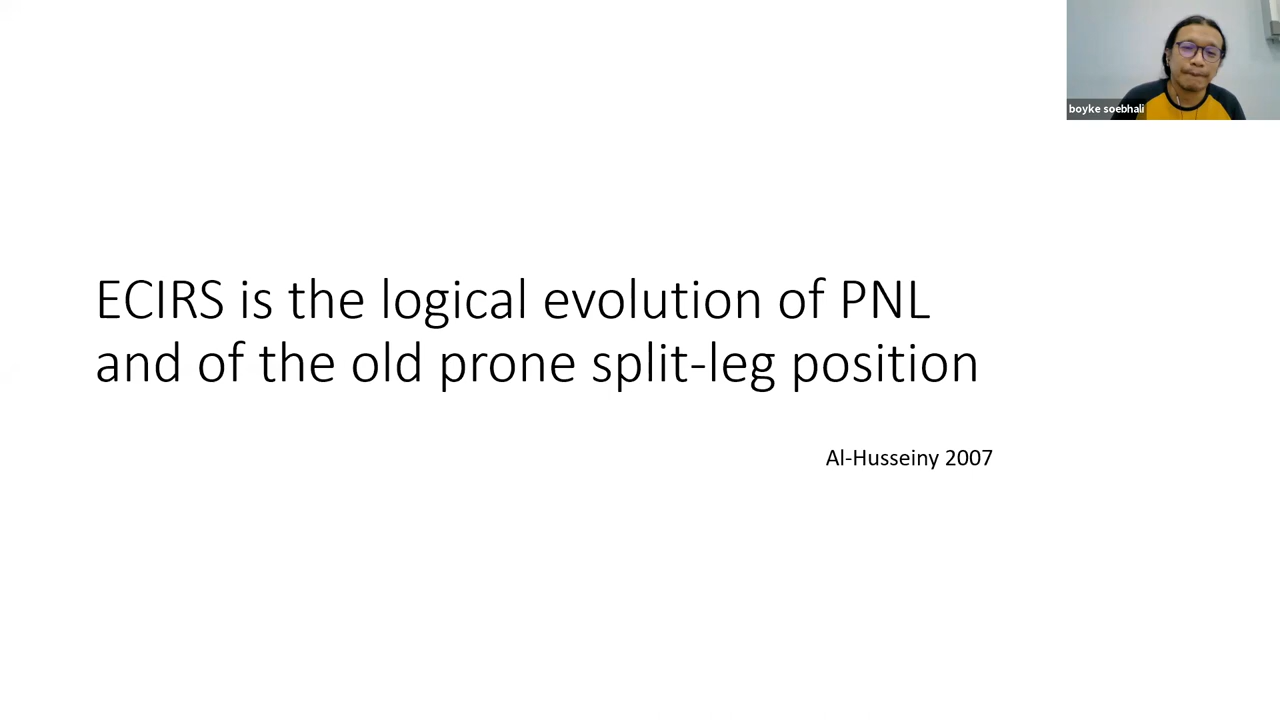 boyke soebhali
ECIRS is the logical evolution of PNL
and of the old prone split-leg position
Al-Husseiny 2007